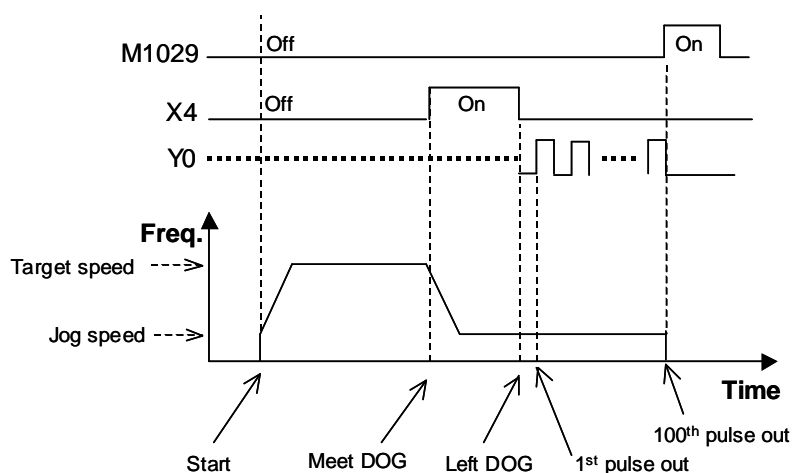 M1029
Off
On
X4
Off
On
Y0
Freq.
Target speed
Jog speed
Time
Start
Meet DOG
Left DOG
1st pulse out
100th pulse out